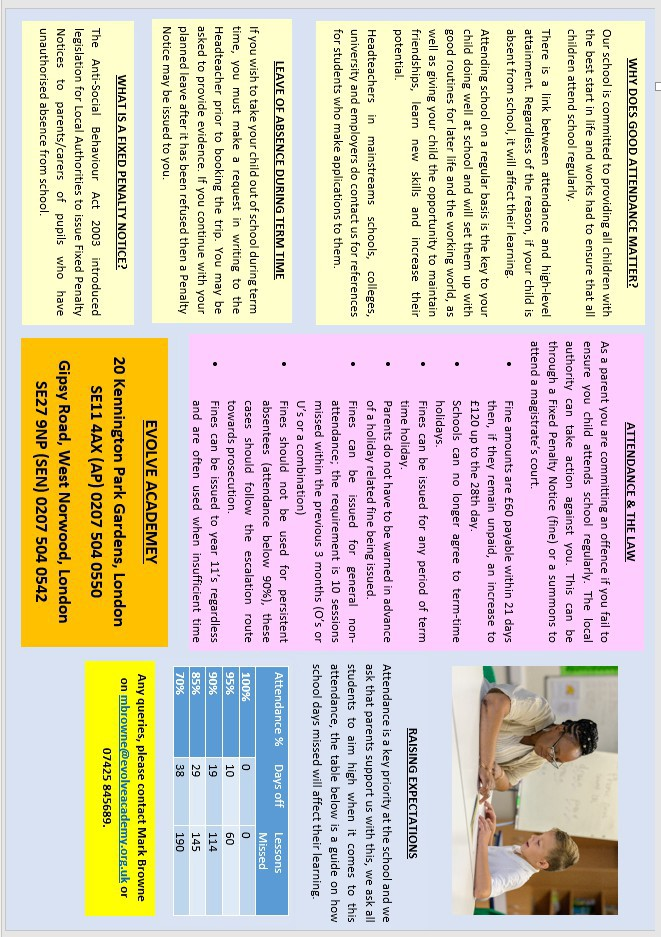 WHY DOES GOOD ATTENDANCE MATTER?
Our school is committed to providing all children with
the best start in life and works had to ensure that all
children attend school regularly.
There is a link between attendance and high-level
attainment. Regardless of the reason, if your child is
absent from school, it will affect their learning.
Attending school on a regular basis is the key to your
child doing well at school and will set them up with
good routines for later life and the working world, as
well as giving your child the opportunity to maintain
friendships, learn new skills and increase their
potential.
Headteachers in mainstreams schools, colleges,
university and employers do contact us for references
for students who make applications to them.
LEAVE OF ABSENCE DURING TERM TIME
If you wish to take your child out of school during term
time, you must make a request in writing to the
Headteacher prior to booking the trip. You may be
asked to provide evidence. If you continue with your
planned leave after it has been refused then a Penalty
Notice may be issued to you.
WHAT IS A FIXED PENALTY NOTICE?
The Anti-Social Behaviour Act 2003 introduced
legislation for Local Authorities to issue Fixed Penalty
Notices to parents/carers of pupils who have
unauthorised absence from school.
ATTENDANCE & THE LAW
As a parent you are committing an offence if you fail to
ensure you child attends school regularly. The local
authority can take action against you. This can be
through a Fixed Penalty Notice (fine) or a summons to
attend a magistrate's court.
• Fine amounts are £60 payable within 21 days
then, if they remain unpaid, an increase to
£120 up to the 28th day.
• Schools can no longer agree to term-time
holidays.
• Fines can be issued for any period of term
time holiday.
• Parents do not have to be warned in advance
of a holiday related fine being issued.
• Fines can be issued for general non-
attendance; the requirement is 10 sessions
missed within the previous 3 months (O's or
U's or a combination)
• Fines should not be used for persistent
absentees (attendance below 90%), these
cases should follow the escalation route
towards prosecution.
• Fines can be issued to year 11's regardless
and are often used when insufficient time
EVOLVE ACADEMEY
20 Kennington Park Gardens, London
SE11 4AX (AP) 0207 504 0550
Gipsy Road, West Norwood, London
SE27 9NP (SEN) 0207 504 0542
RAISING EXPECTATIONS
Attendance is a key priority at the school and we
ask that parents support us with this, we ask all
students to aim high when it comes to this
attendance, the table below is a guide on how
school days missed will affect their learning.
Attendance % Days off Lessons
Missed
100% 0 0
95% 10 60
90% 19 114
85% 29 145
70% 38 190
Any queries, please contact Mark Browne
on mbrowne@evolveacademy.org.uk or
07425 845689.